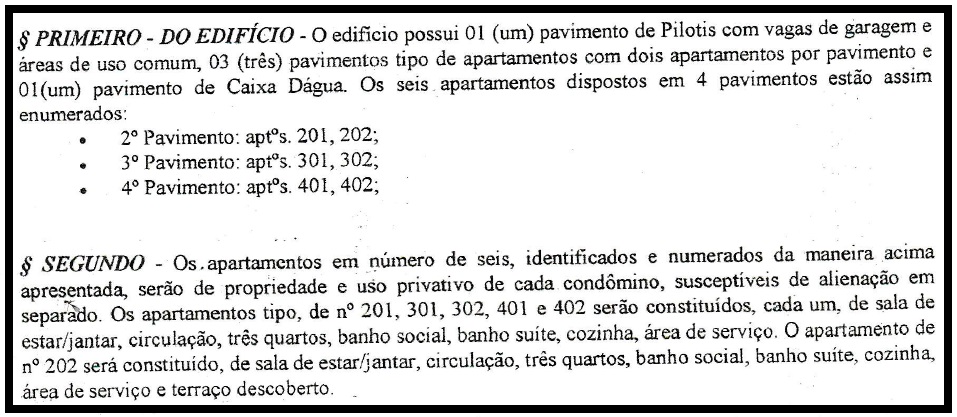 § PRIMEIRO - DO EDIFÍCIO - O edifício possui 01 (um) pavimento de Pilotis com vagas de garagem e
áreas de uso comum, 03 (três) pavimentos tipo de apartamentos com dois apartamentos por pavimento e
01(um) pavimento de Caixa Dágua. Os seis apartamentos dispostos em 4 pavimentos estão assim
enumerados:
• 2º Pavimento: aptºs. 201, 202;
• 3º Pavimento: aptºs. 301, 302;
• 4º Pavimento: aptºs. 401, 402;
§ SEGUNDO - Os apartamentos em número de seis, identificados e numerados da maneira acima
apresentada, serão de propriedade e uso privativo de cada condômino, susceptíveis de alienação em
separado. Os apartamentos tipo, de nº 201, 301, 302, 401 e 402 serão constituídos, cada um, de sala de
estar/jantar, circulação, três quartos, banho social, banho suíte, cozinha, área de serviço. O apartamento de
nº 202 será constituído, de sala de estar/jantar, circulação, três quartos, banho social, banho suíte, cozinha,
área de serviço e terraço descoberto.